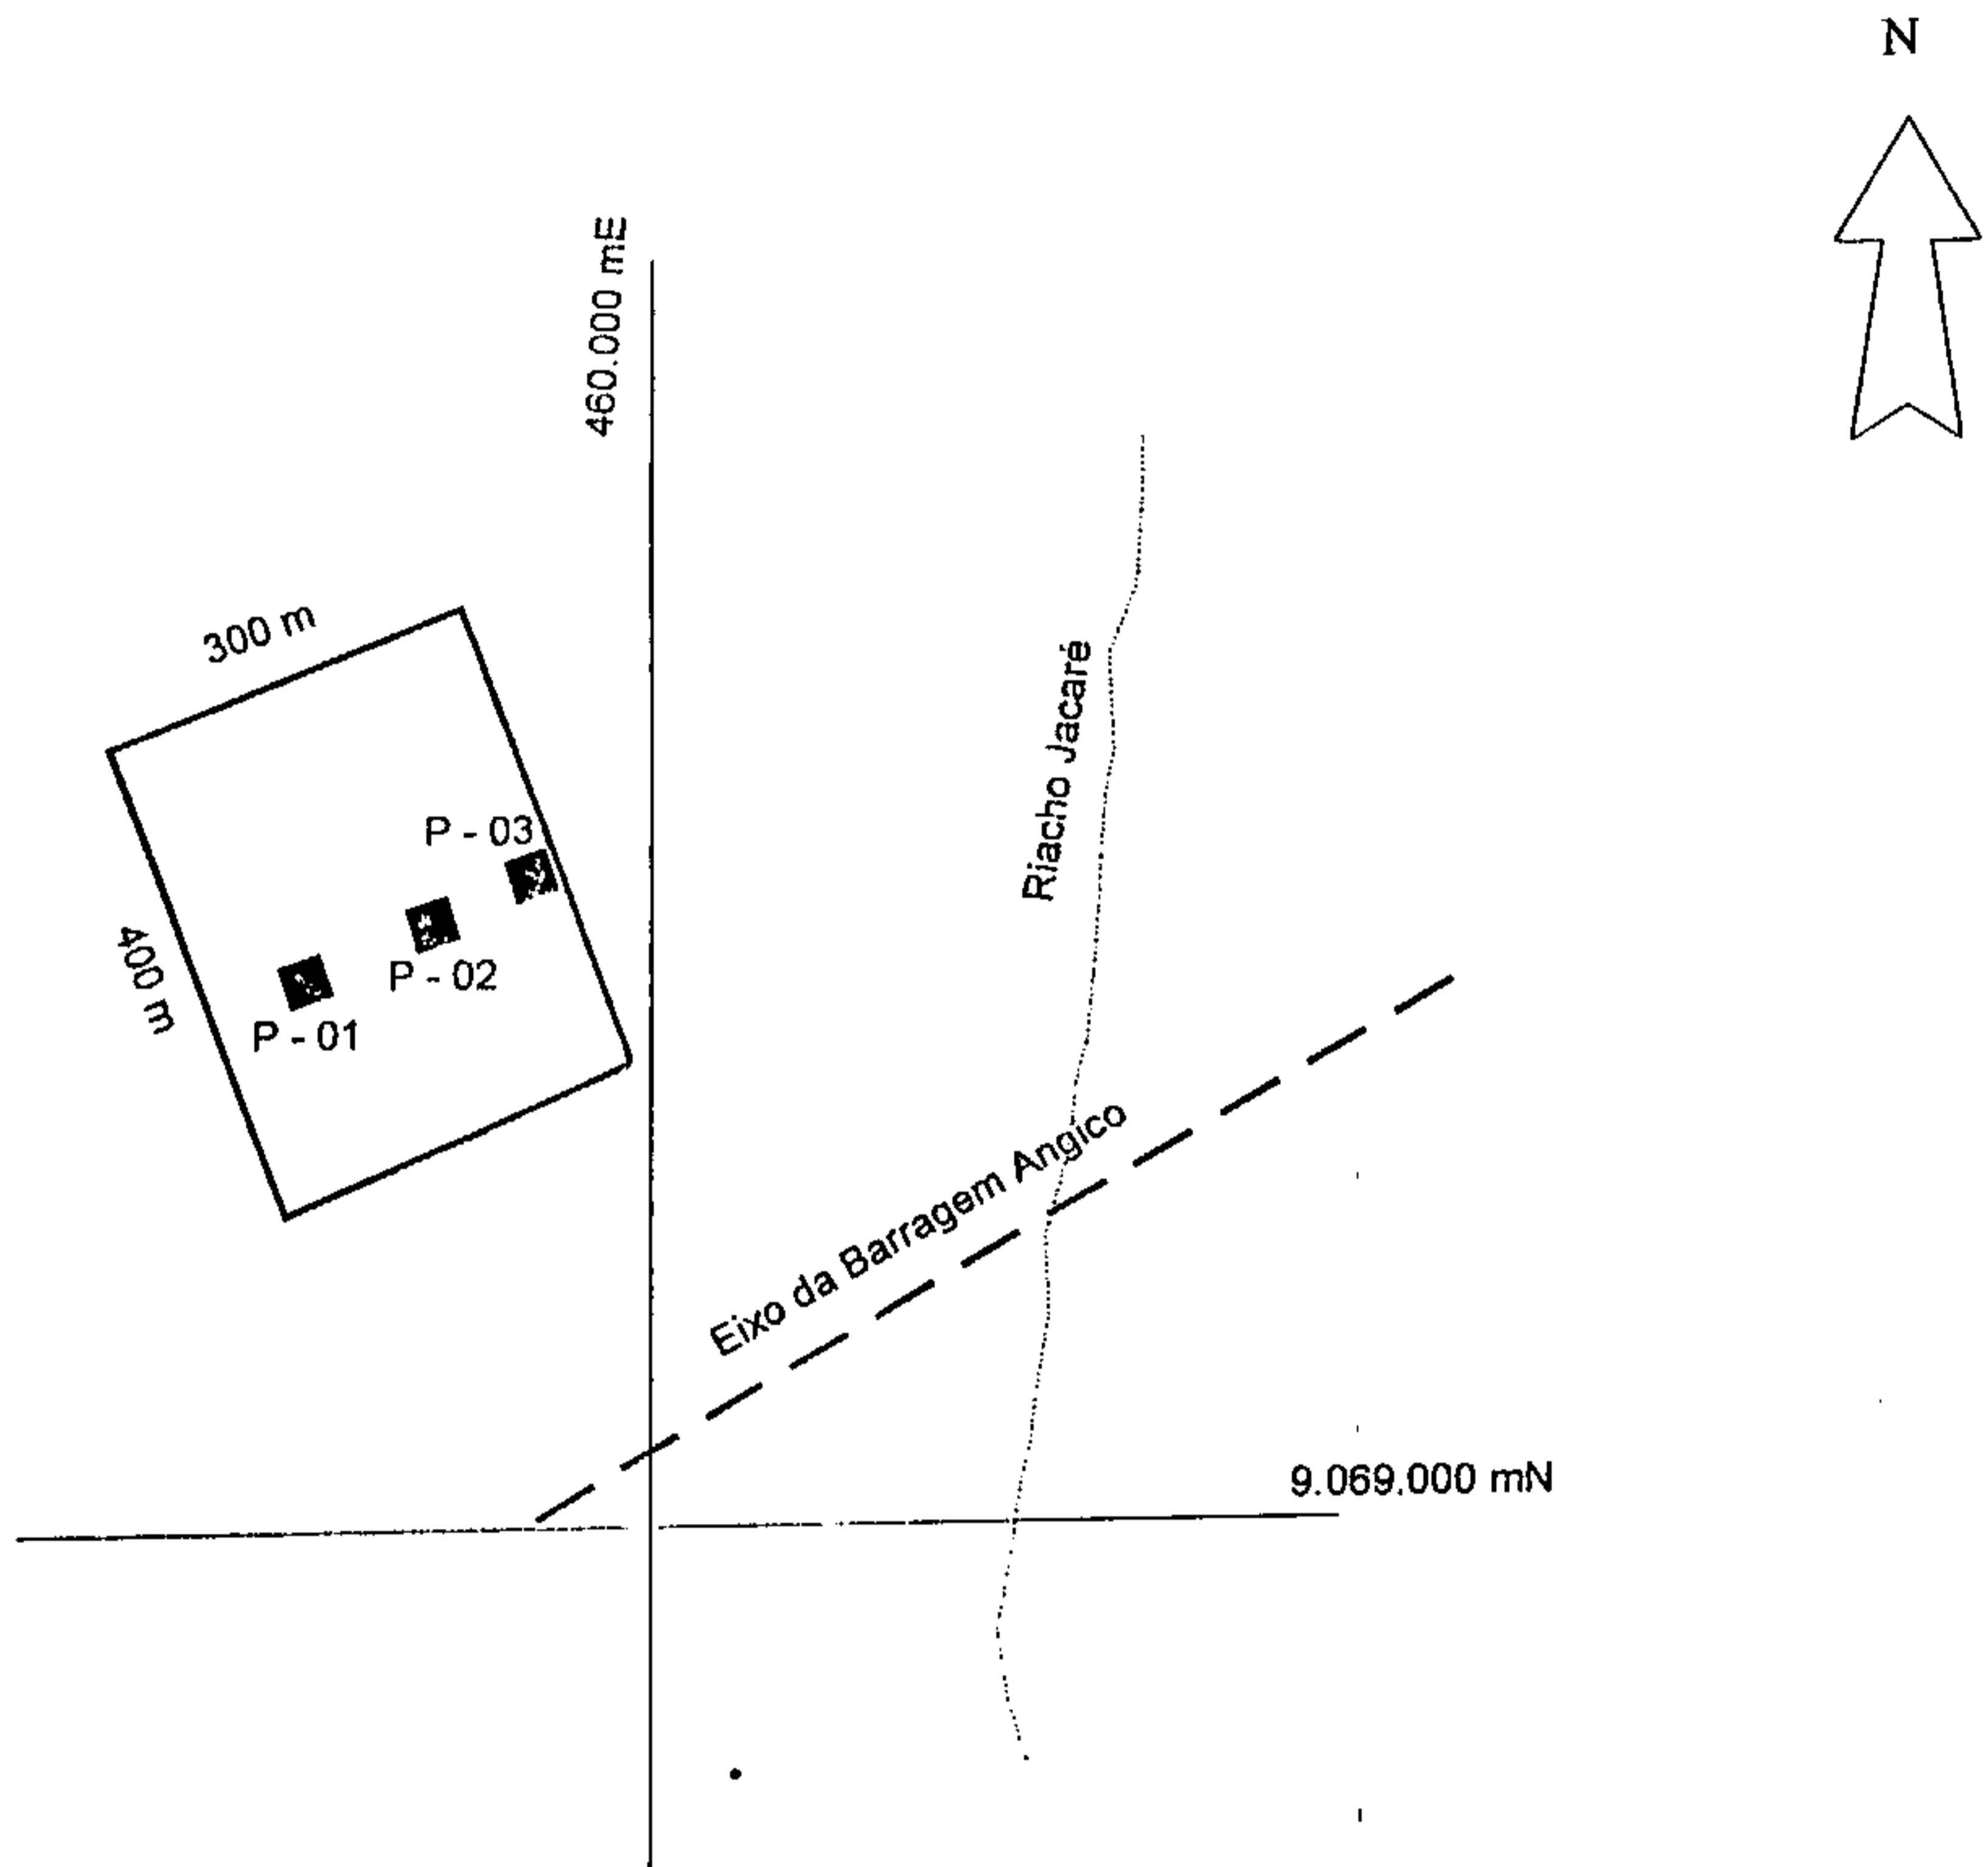 N
460.000 mE
300 m
Riacho Jacaré
P - 03
400 m
P - 02
P - 01
Eixo da Barragem Angico
9.069.000 mN